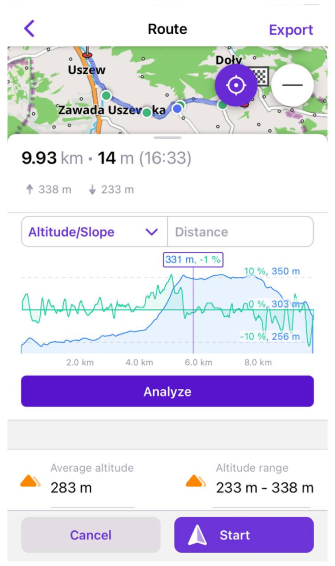 Route
Export
Uszew
Doły
Zawada Uszewska
9.93 km • 14 m (16:33)
338 m 233 m
Altitude/Slope
Distance
331 m, -1 %
10 %, 350 m
0 %, 303 m
-10 %, 256 m
2.0 km 4.0 km 6.0 km 8.0 km
Analyze
Average altitude
283 m
Altitude range
233 m - 338 m
Cancel
Start